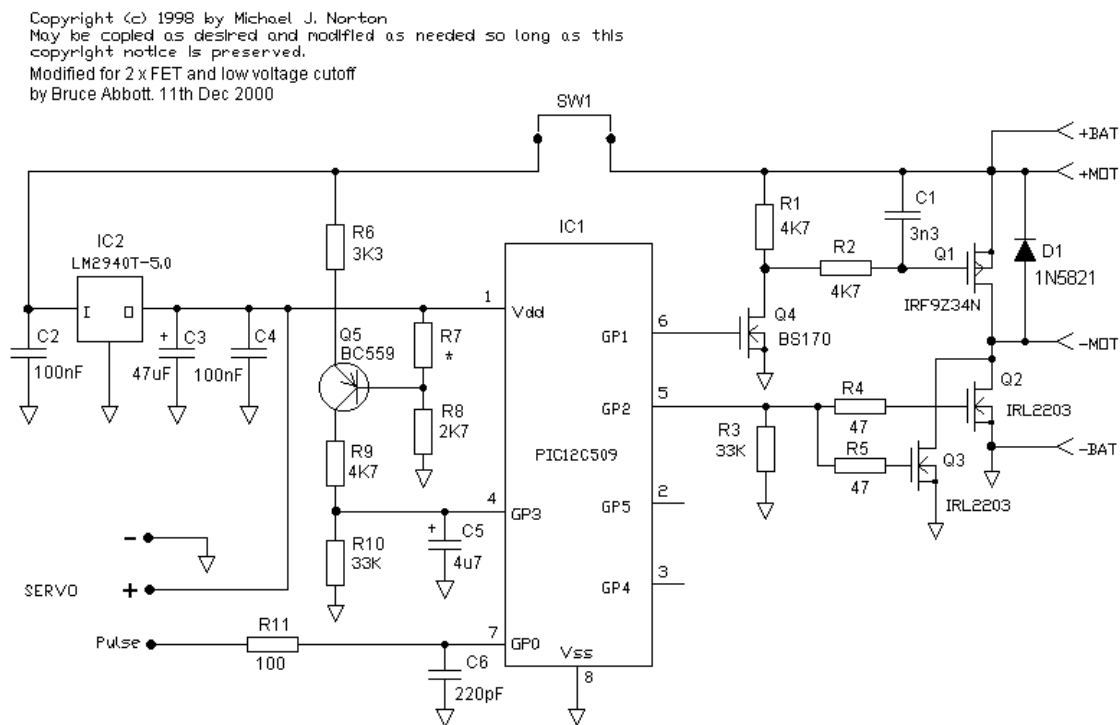 Copyright (c) 1998 by Michael J. Norton
May be copied as desired and modified as needed so long as this
copyright notice is preserved.
Modified for 2 x FET and low voltage cutoff
by Bruce Abbott. 11th Dec 2000
SW1
+BAT
+MOT
R1
4K7
C1
3n3
IC2
LM2940T-5.0
R6
3K3
IC1
R2
4K7
Q1
IRF9Z34N
D1
1N5821
I
O
1
Vdd
C2
100nF
+
C3
47uF
C4
100nF
Q5
BC559
R7
*
6
GP1
Q4
BS170
-MOT
R8
2K7
5
GP2
R4
47
Q2
IRL2203
R9
4K7
PIC12C509
R3
33K
R5
47
Q3
IRL2203
-BAT
4
GP3
2
GP5
+
C5
4u7
R10
33K
-
SERVO
+
3
GP4
Pulse
R11
100
7
GP0
C6
220pF
Vss
8